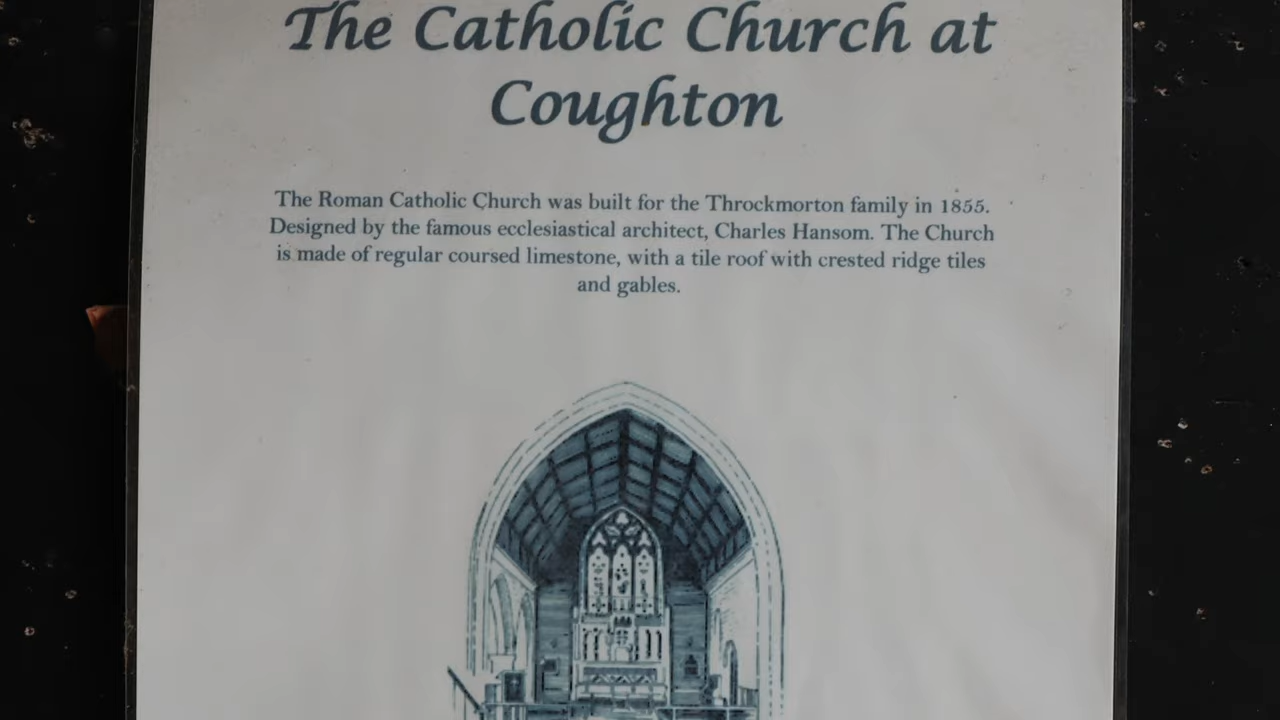 The Catholic Church at
Coughton
The Roman Catholic Church was built for the Throckmorton family in 1855.
Designed by the famous ecclesiastical architect, Charles Hansom. The Church
is made of regular coursed limestone, with a tile roof with crested ridge tiles
and gables.